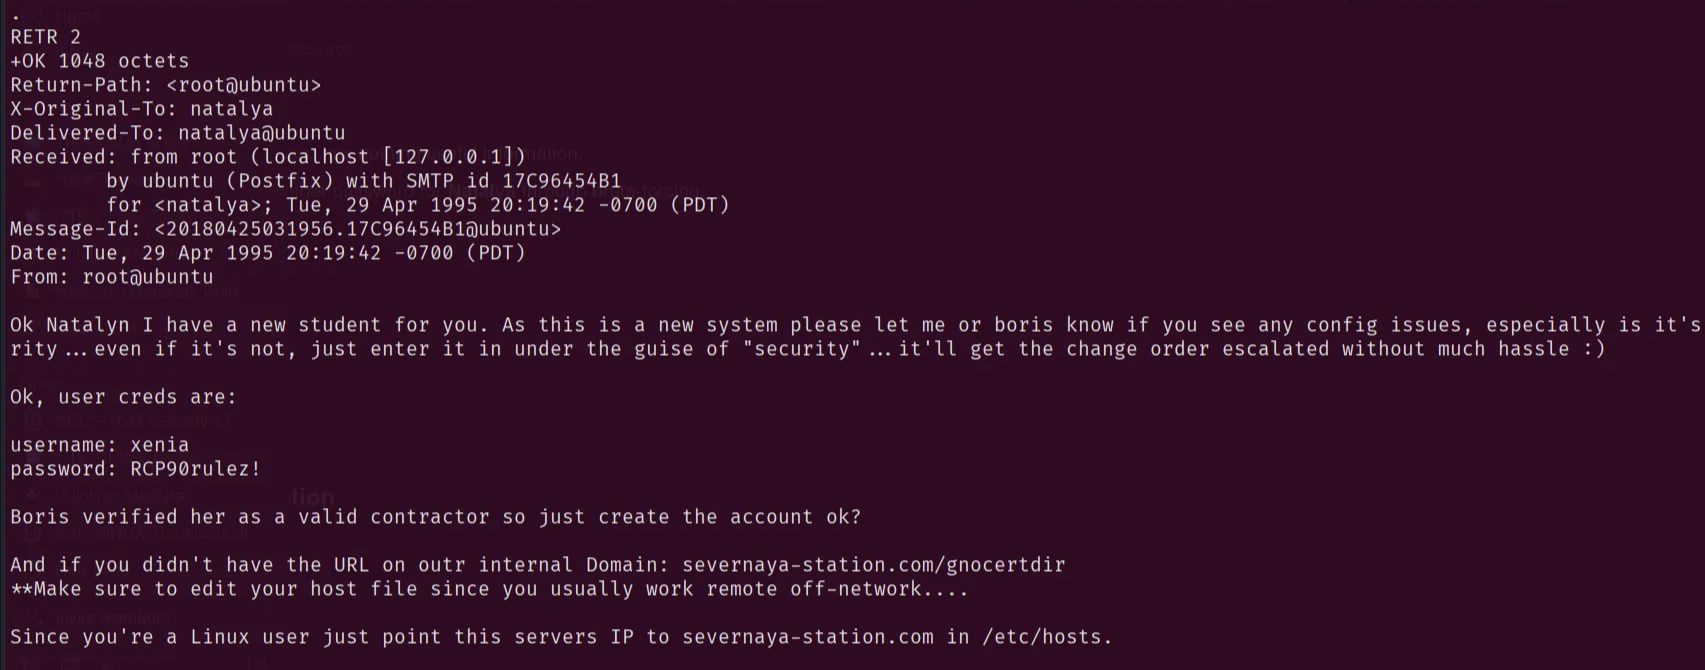 .
RETR 2
+OK 1048 octets
Return-Path: <root@ubuntu>
X-Original-To: natalya
Delivered-To: natalya@ubuntu
Received: from root (localhost [127.0.0.1])
        by ubuntu (Postfix) with SMTP id 17C96454B1
        for <natalya>; Tue, 29 Apr 1995 20:19:42 -0700 (PDT)
Message-Id: <20180425031956.17C96454B1@ubuntu>
Date: Tue, 29 Apr 1995 20:19:42 -0700 (PDT)
From: root@ubuntu

Ok Natalyn I have a new student for you. As this is a new system please let me or boris know if you see any config issues, especially is it's
rity...even if it's not, just enter it in under the guise of "security"...it'll get the change order escalated without much hassle :)

Ok, user creds are:

username: xenia
password: RCP90rulez!

Boris verified her as a valid contractor so just create the account ok?

And if you didn't have the URL on outr internal Domain: severnaya-station.com/gnocertdir
**Make sure to edit your host file since you usually work remote off-network....

Since you're a Linux user just point this servers IP to severnaya-station.com in /etc/hosts.